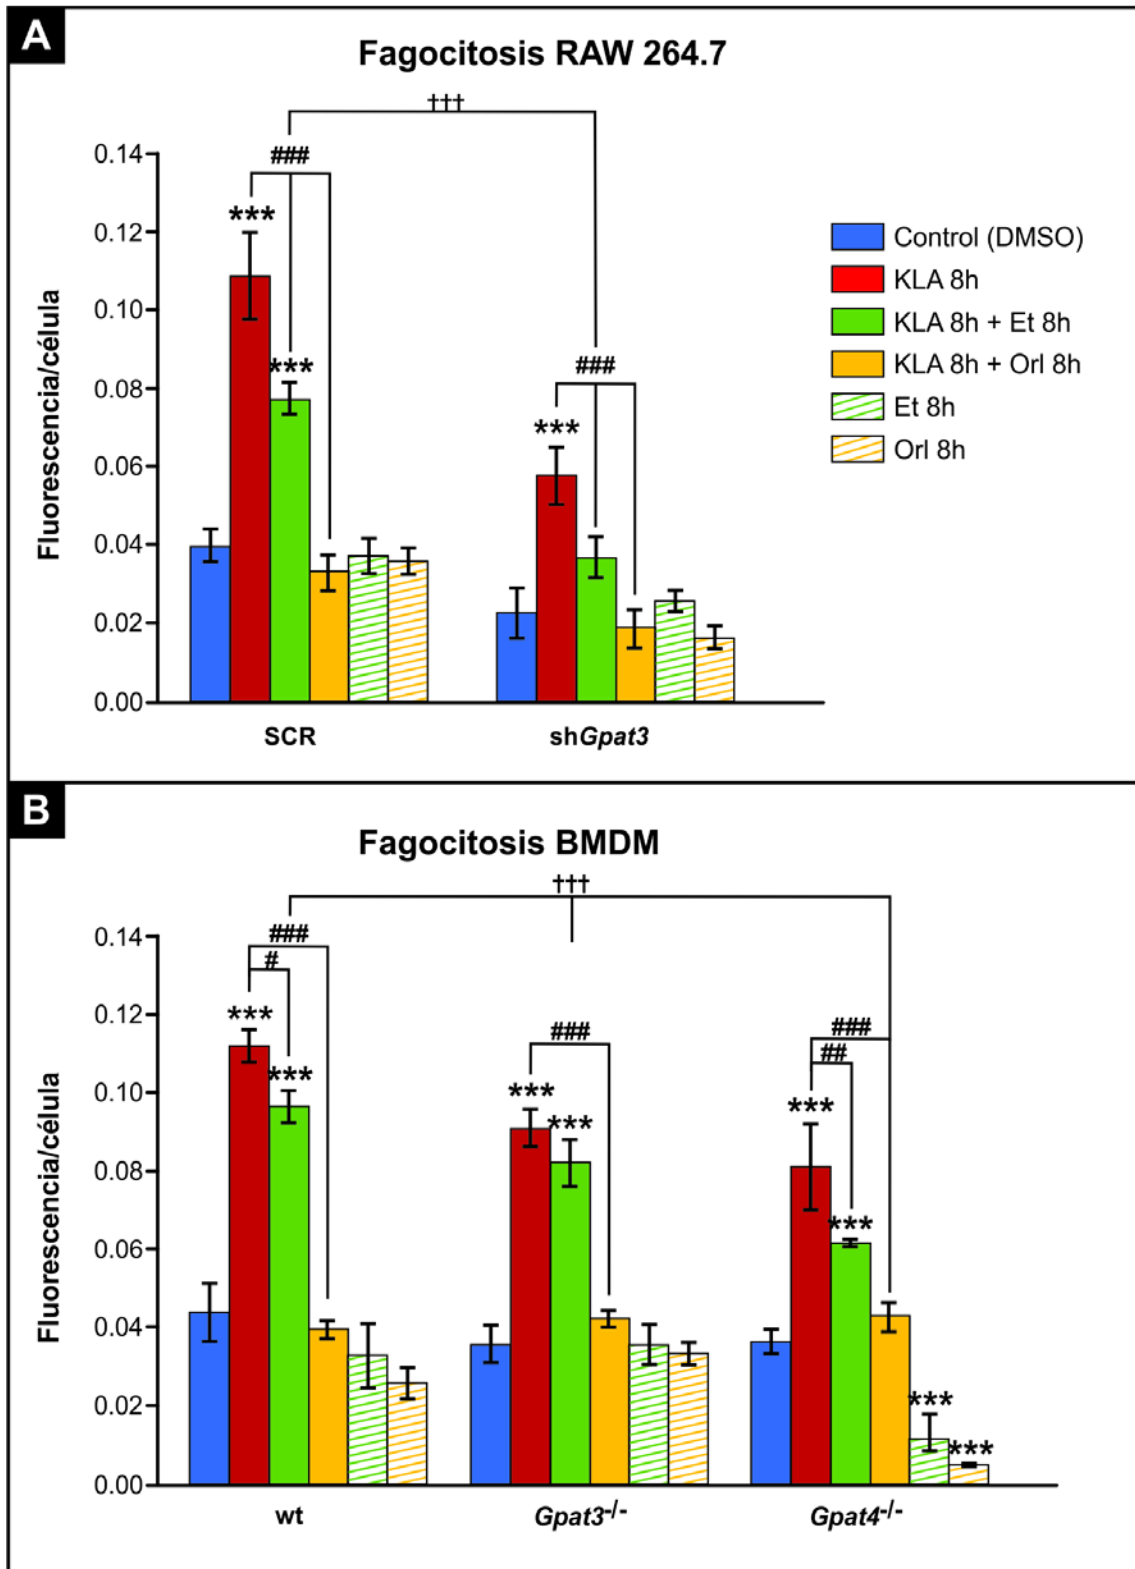 A
Fagocitosis RAW 264.7
†††
###
***
***
###
***
0.14
0.12
0.10
0.08
0.06
0.04
0.02
0.00
Fluorescencia/célula
SCR
shGpat3
Control (DMSO)
KLA 8h
KLA 8h + Et 8h
KLA 8h + Orl 8h
Et 8h
Orl 8h
B
Fagocitosis BMDM
†††
###
#
***
***
###
***
***
###
##
***
***
***
***
0.14
0.12
0.10
0.08
0.06
0.04
0.02
0.00
Fluorescencia/célula
wt
Gpat3-/-
Gpat4-/-